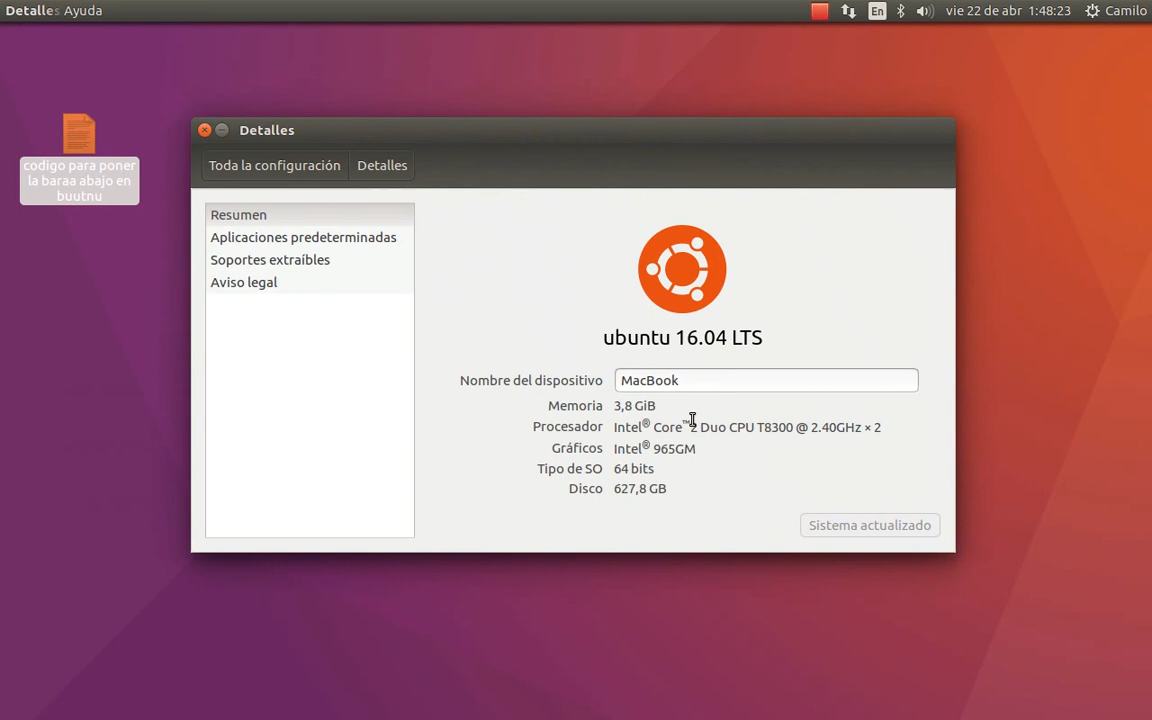 Detalles Ayuda
En
vie 22 de abr 1:48:23
Camilo
codigo para poner
la baraa abajo en
buutnu
Detalles
Toda la configuración
Detalles
Resumen
Aplicaciones predeterminadas
Soportes extraíbles
Aviso legal
ubuntu 16.04 LTS
Nombre del dispositivo MacBook
Memoria 3,8 GiB
Procesador Intel® Core™2 Duo CPU T8300 @ 2.40GHz × 2
Gráficos Intel® 965GM
Tipo de SO 64 bits
Disco 627,8 GB
Sistema actualizado